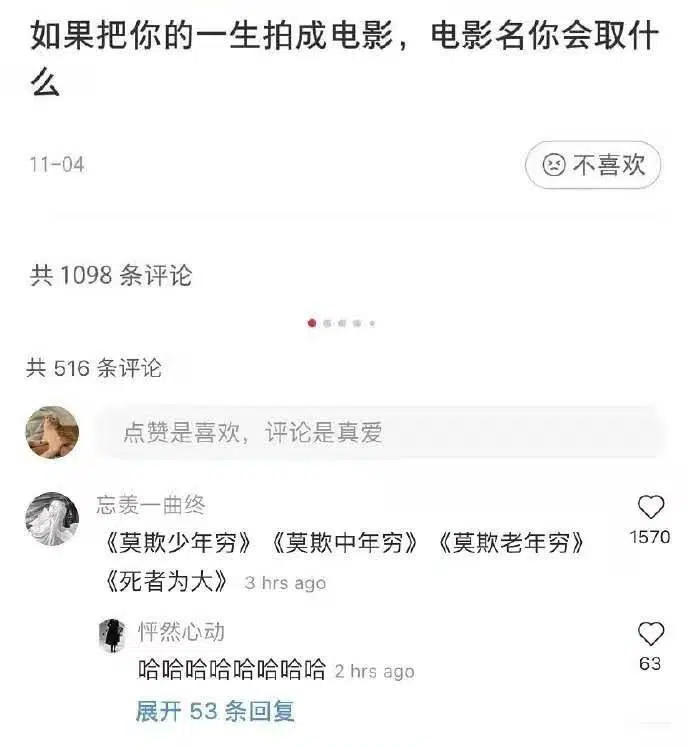 如果把你的一生拍成电影，电影名你会取什
么
11-04
不喜欢
共 1098 条评论
共 516 条评论
点赞是喜欢，评论是真爱
忘羡一曲终
《莫欺少年穷》《莫欺中年穷》《莫欺老年穷》
1570
《死者为大》 3 hrs ago
怦然心动
哈哈哈哈哈哈哈哈 2 hrs ago
63
展开 53 条回复